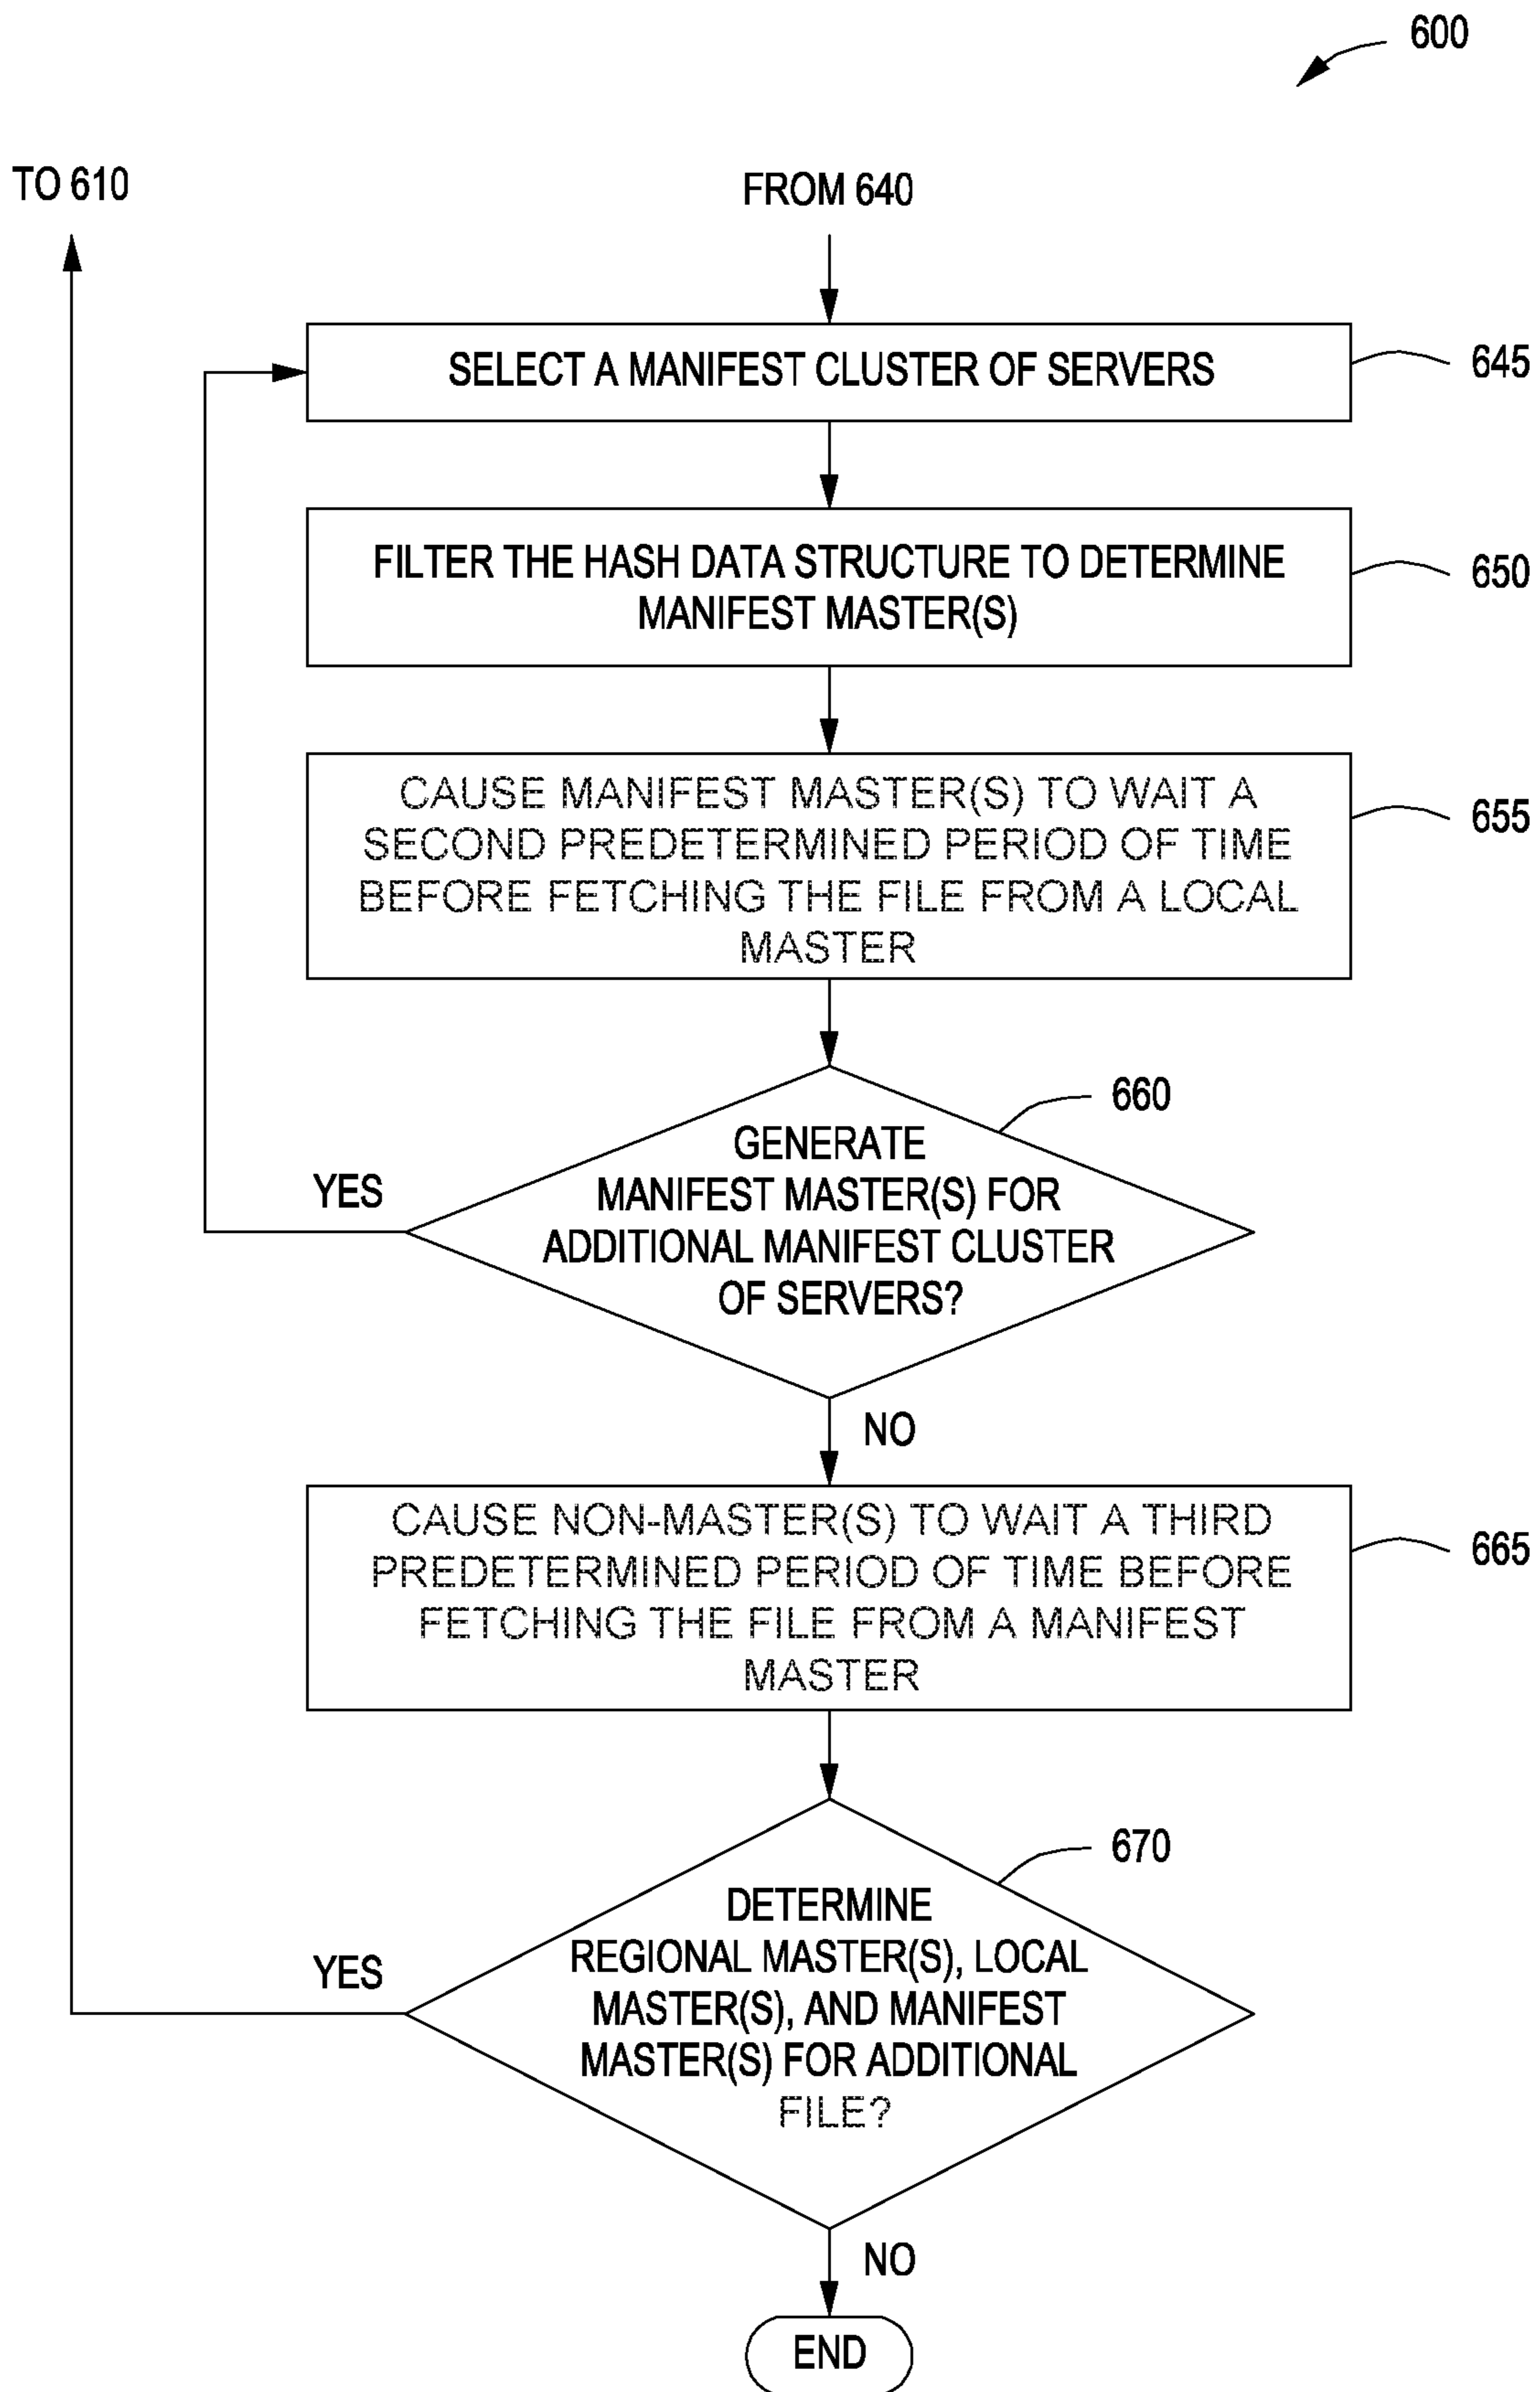 600
TO 610
FROM 640
SELECT A MANIFEST CLUSTER OF SERVERS
645
FILTER THE HASH DATA STRUCTURE TO DETERMINE
MANIFEST MASTER(S)
650
CAUSE MANIFEST MASTER(S) TO WAIT A
SECOND PREDETERMINED PERIOD OF TIME
BEFORE FETCHING THE FILE FROM A LOCAL
MASTER
655
660
GENERATE
MANIFEST MASTER(S) FOR
ADDITIONAL MANIFEST CLUSTER
OF SERVERS?
YES
NO
CAUSE NON-MASTER(S) TO WAIT A THIRD
PREDETERMINED PERIOD OF TIME BEFORE
FETCHING THE FILE FROM A MANIFEST
MASTER
665
670
DETERMINE
REGIONAL MASTER(S), LOCAL
MASTER(S), AND MANIFEST
MASTER(S) FOR ADDITIONAL
FILE?
YES
NO
END